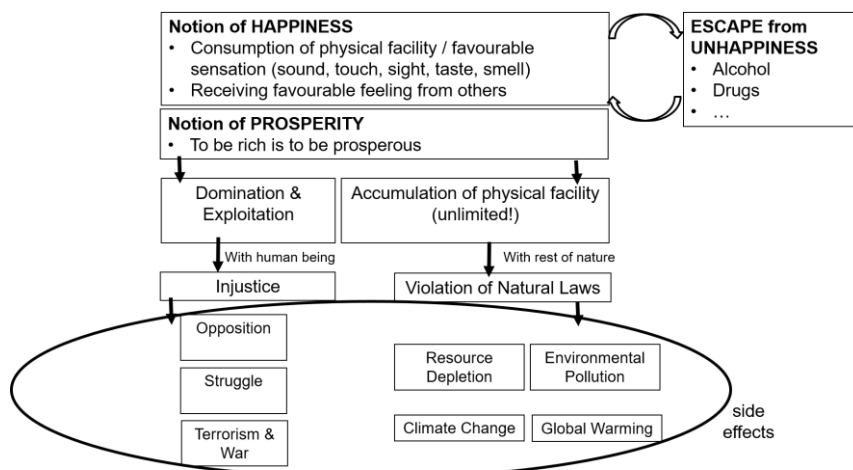 Notion of HAPPINESS
• Consumption of physical facility / favourable
sensation (sound, touch, sight, taste, smell)
• Receiving favourable feeling from others
ESCAPE from
UNHAPPINESS
• Alcohol
• Drugs
• …
Notion of PROSPERITY
• To be rich is to be prosperous
Domination &
Exploitation
Accumulation of physical facility
(unlimited!)
With human being
With rest of nature
Injustice
Violation of Natural Laws
Opposition
Struggle
Terrorism &
War
Resource
Depletion
Environmental
Pollution
Climate Change
Global Warming
side
effects